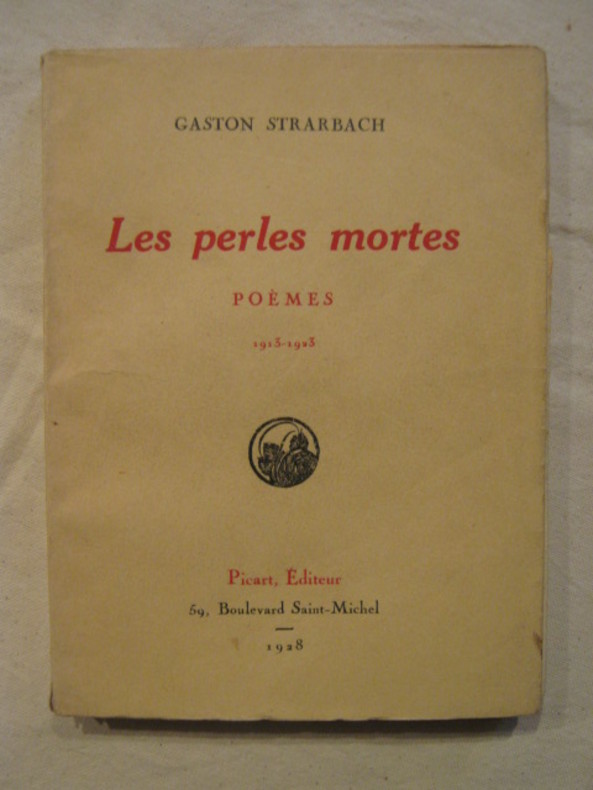 GASTON STRARBACH
Les perles mortes
POÈMES
1913-1923
Picart, Éditeur
59, Boulevard Saint-Michel
1928